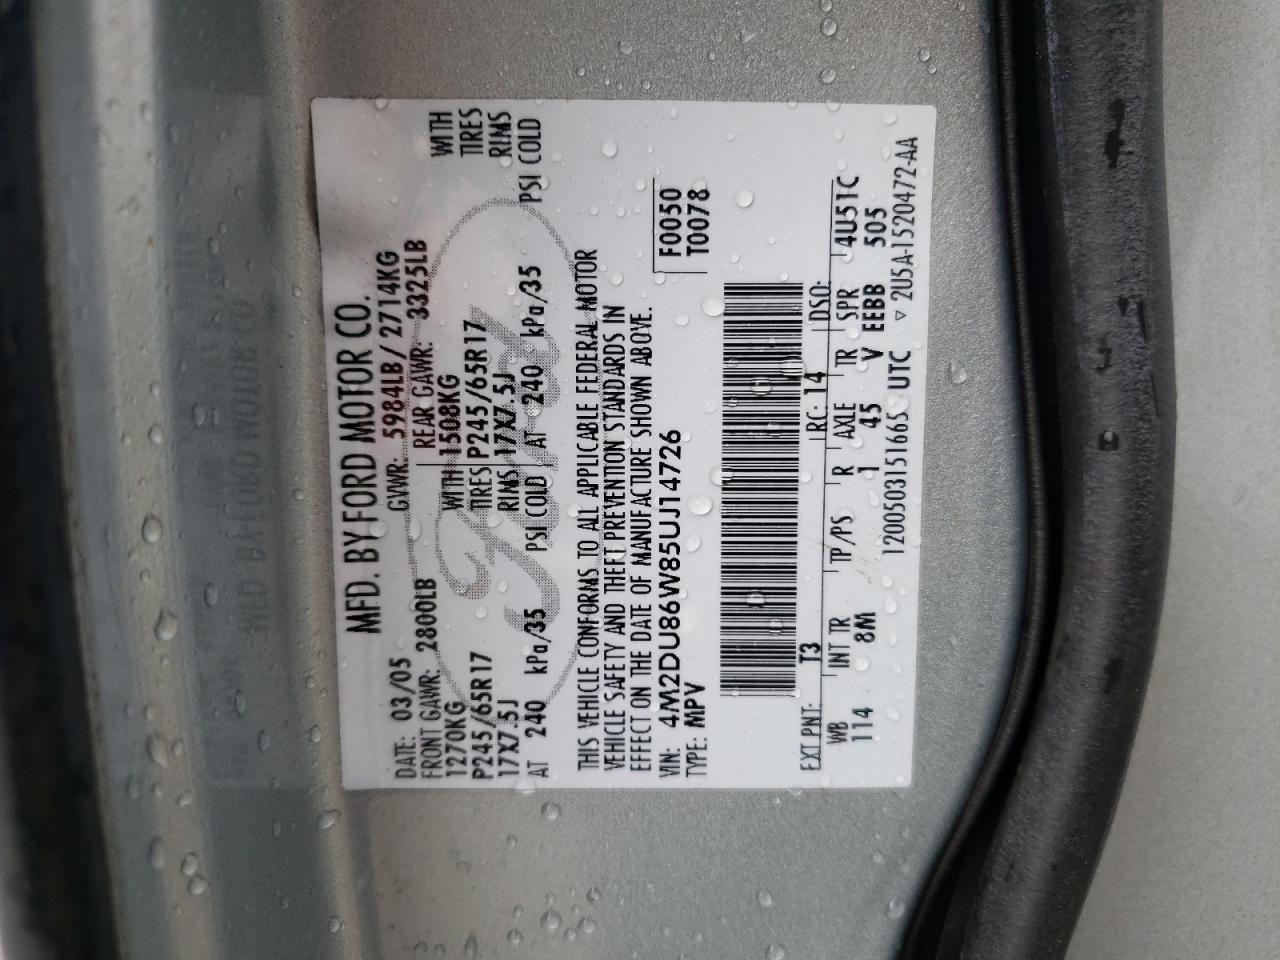 MFD. BY FORD MOTOR CO.
DATE: 03/05 GVWR: 5984LB/2714KG
FRONT GAWR: 2800LB REAR GAWR: 3325LB
1270KG WITH 1508KG WITH
P245/65R17 TIRES P245/65R17 TIRES
17X7.5J RIMS 17X7.5J RIMS
AT 240 kPa/35 PSI COLD AT 240 kPa/35 PSI COLD
Ford
THIS VEHICLE CONFORMS TO ALL APPLICABLE FEDERAL MOTOR
VEHICLE SAFETY AND THEFT PREVENTION STANDARDS IN
EFFECT ON THE DATE OF MANUFACTURE SHOWN ABOVE.
VIN: 4M2DU86W85UJ14726 F0050
TYPE: MPV T0078
EXT PNT: T3 RC: 14 DSO:
WB INT TR TP/PS R AXLE TR SPR 4U51C
114 8M 1 45 V EEBB 505
12005031516​65 UTC ▽ 2U5A-1520472-AA